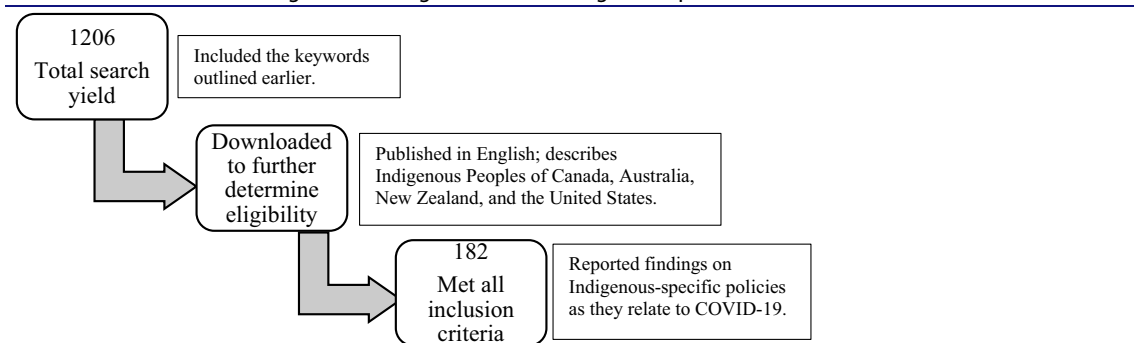 1206
Total search
yield
Included the keywords
outlined earlier.
Downloaded
to further
determine
eligibility
Published in English; describes
Indigenous Peoples of Canada, Australia,
New Zealand, and the United States.
182
Met all
inclusion
criteria
Reported findings on
Indigenous-specific policies
as they relate to COVID-19.